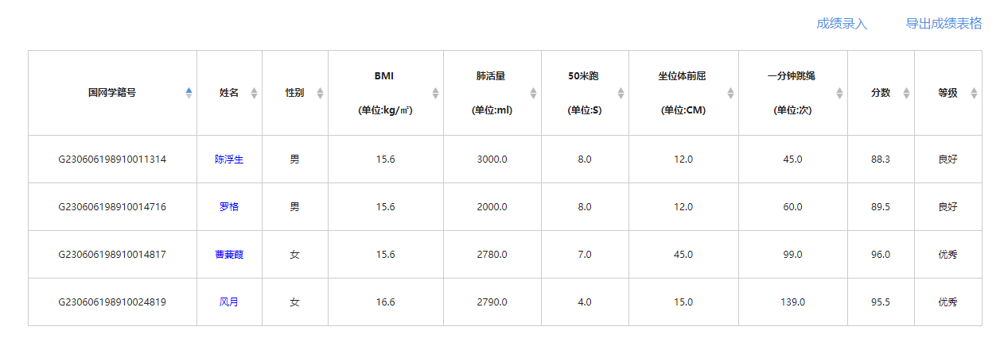 成绩录入 导出成绩表格
国网学籍号 姓名 性别 BMI (单位:kg/㎡) 肺活量 (单位:ml) 50米跑 (单位:S) 坐位体前屈 (单位:CM) 一分钟跳绳 (单位:次) 分数 等级
G230606198910011314 陈浮生 男 15.6 3000.0 8.0 12.0 45.0 88.3 良好
G230606198910014716 罗格 男 15.6 2000.0 8.0 12.0 60.0 89.5 良好
G230606198910014817 曹蒹葭 女 15.6 2780.0 7.0 45.0 99.0 96.0 优秀
G230606198910024819 风月 女 16.6 2790.0 4.0 15.0 139.0 95.5 优秀